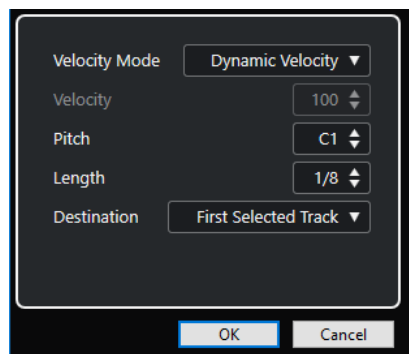 Velocity Mode Dynamic Velocity
Velocity 100
Pitch C1
Length 1/8
Destination First Selected Track
OK Cancel